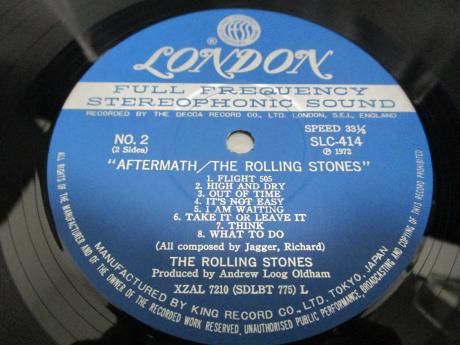 LONDON
FULL FREQUENCY
STEREOPHONIC SOUND
RECORDED BY THE DECCA RECORD CO., LTD. LONDON, S.E.I., ENGLAND
NO. 2
(2 Sides)
SPEED 33⅓
SLC-414
℗ 1972
"AFTERMATH/THE ROLLING STONES"
1. FLIGHT 505
2. HIGH AND DRY
3. OUT OF TIME
4. IT'S NOT EASY
5. I AM WAITING
6. TAKE IT OR LEAVE IT
7. THINK
8. WHAT TO DO
(All composed by Jagger, Richard)
THE ROLLING STONES
Produced by Andrew Loog Oldham
XZAL 7210 (SDLBT 775) L
MANUFACTURED BY KING RECORD CO., LTD. TOKYO, JAPAN
ALL RIGHTS OF THE MANUFACTURER AND OF THE OWNER OF THE RECORDED WORK RESERVED. UNAUTHORISED PUBLIC PERFORMANCE, BROADCASTING AND COPYING OF THIS RECORD PROHIBITED